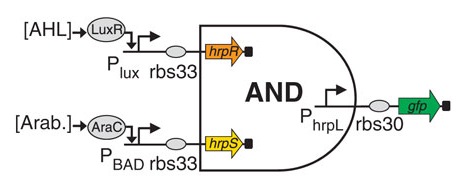 [AHL] LuxR
hrpR
Plux rbs33
AND
gfp
PhrpL rbs30
[Arab.] AraC
hrpS
PBAD rbs33